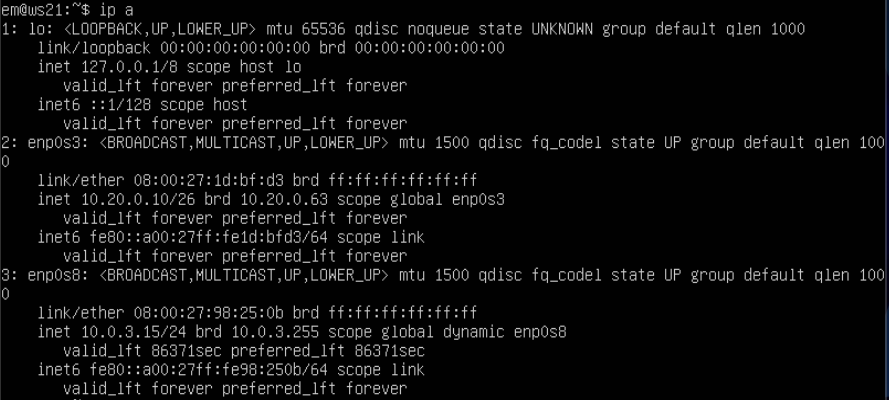 em@ws21:~$ ip a
1: lo: <LOOPBACK,UP,LOWER_UP> mtu 65536 qdisc noqueue state UNKNOWN group default qlen 1000
    link/loopback 00:00:00:00:00:00 brd 00:00:00:00:00:00
    inet 127.0.0.1/8 scope host lo
       valid_lft forever preferred_lft forever
    inet6 ::1/128 scope host
       valid_lft forever preferred_lft forever
2: enp0s3: <BROADCAST,MULTICAST,UP,LOWER_UP> mtu 1500 qdisc fq_codel state UP group default qlen 100
0
    link/ether 08:00:27:1d:bf:d3 brd ff:ff:ff:ff:ff:ff
    inet 10.20.0.10/26 brd 10.20.0.63 scope global enp0s3
       valid_lft forever preferred_lft forever
    inet6 fe80::a00:27ff:fe1d:bfd3/64 scope link
       valid_lft forever preferred_lft forever
3: enp0s8: <BROADCAST,MULTICAST,UP,LOWER_UP> mtu 1500 qdisc fq_codel state UP group default qlen 100
0
    link/ether 08:00:27:98:25:0b brd ff:ff:ff:ff:ff:ff
    inet 10.0.3.15/24 brd 10.0.3.255 scope global dynamic enp0s8
       valid_lft 86371sec preferred_lft 86371sec
    inet6 fe80::a00:27ff:fe98:250b/64 scope link
       valid_lft forever preferred_lft forever